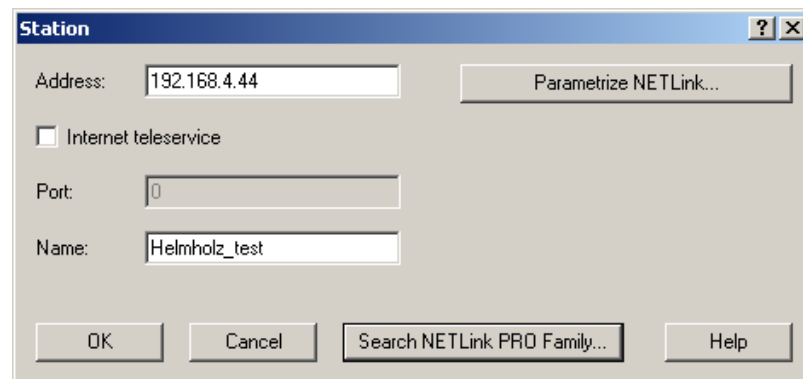 Station
Address: 192.168.4.44 Parametrize NETLink...
Internet teleservice
Port: 0
Name: Helmholz_test
OK Cancel Search NETLink PRO Family... Help